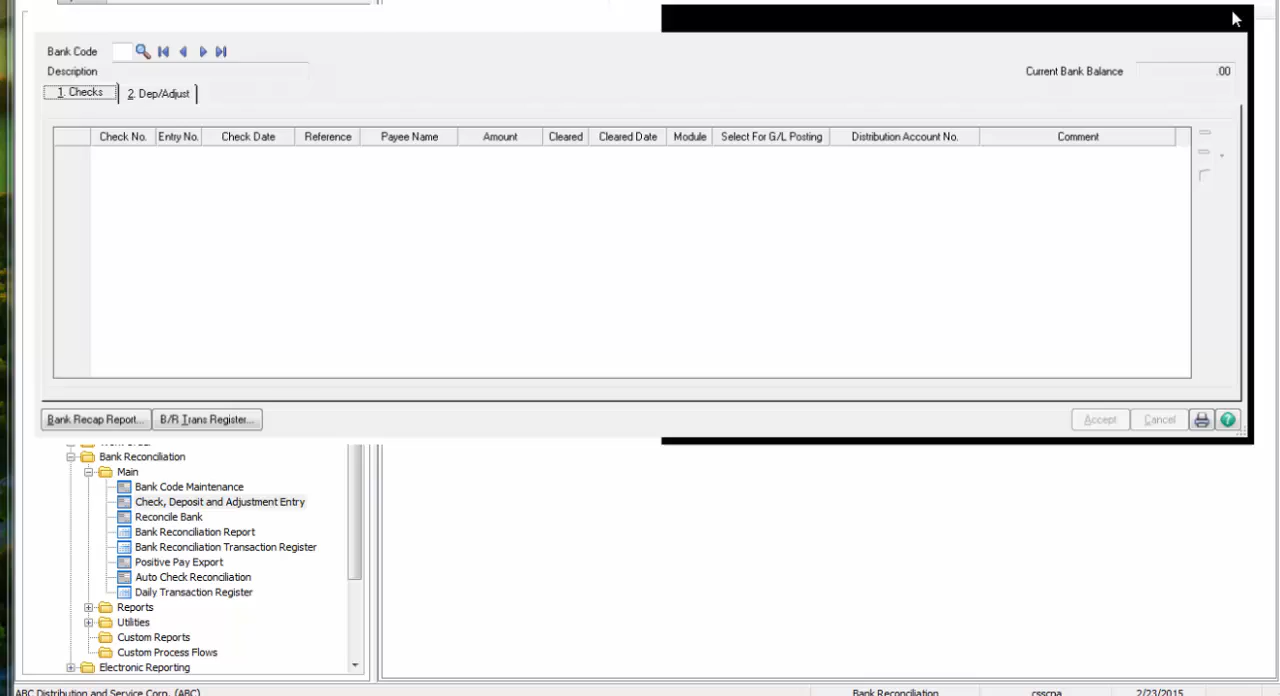 Bank Code
Description
Current Bank Balance .00
1. Checks 2. Dep/Adjust
Check No. Entry No. Check Date Reference Payee Name Amount Cleared Cleared Date Module Select For G/L Posting Distribution Account No. Comment
Bank Recap Report... B/R Trans Register... Accept Cancel
Bank Reconciliation
Main
Bank Code Maintenance
Check, Deposit and Adjustment Entry
Reconcile Bank
Bank Reconciliation Report
Bank Reconciliation Transaction Register
Positive Pay Export
Auto Check Reconciliation
Daily Transaction Register
Reports
Utilities
Custom Reports
Custom Process Flows
Electronic Reporting
ABC Distribution and Service Corp. (ABC) Bank Reconciliation csscpa 2/23/2015